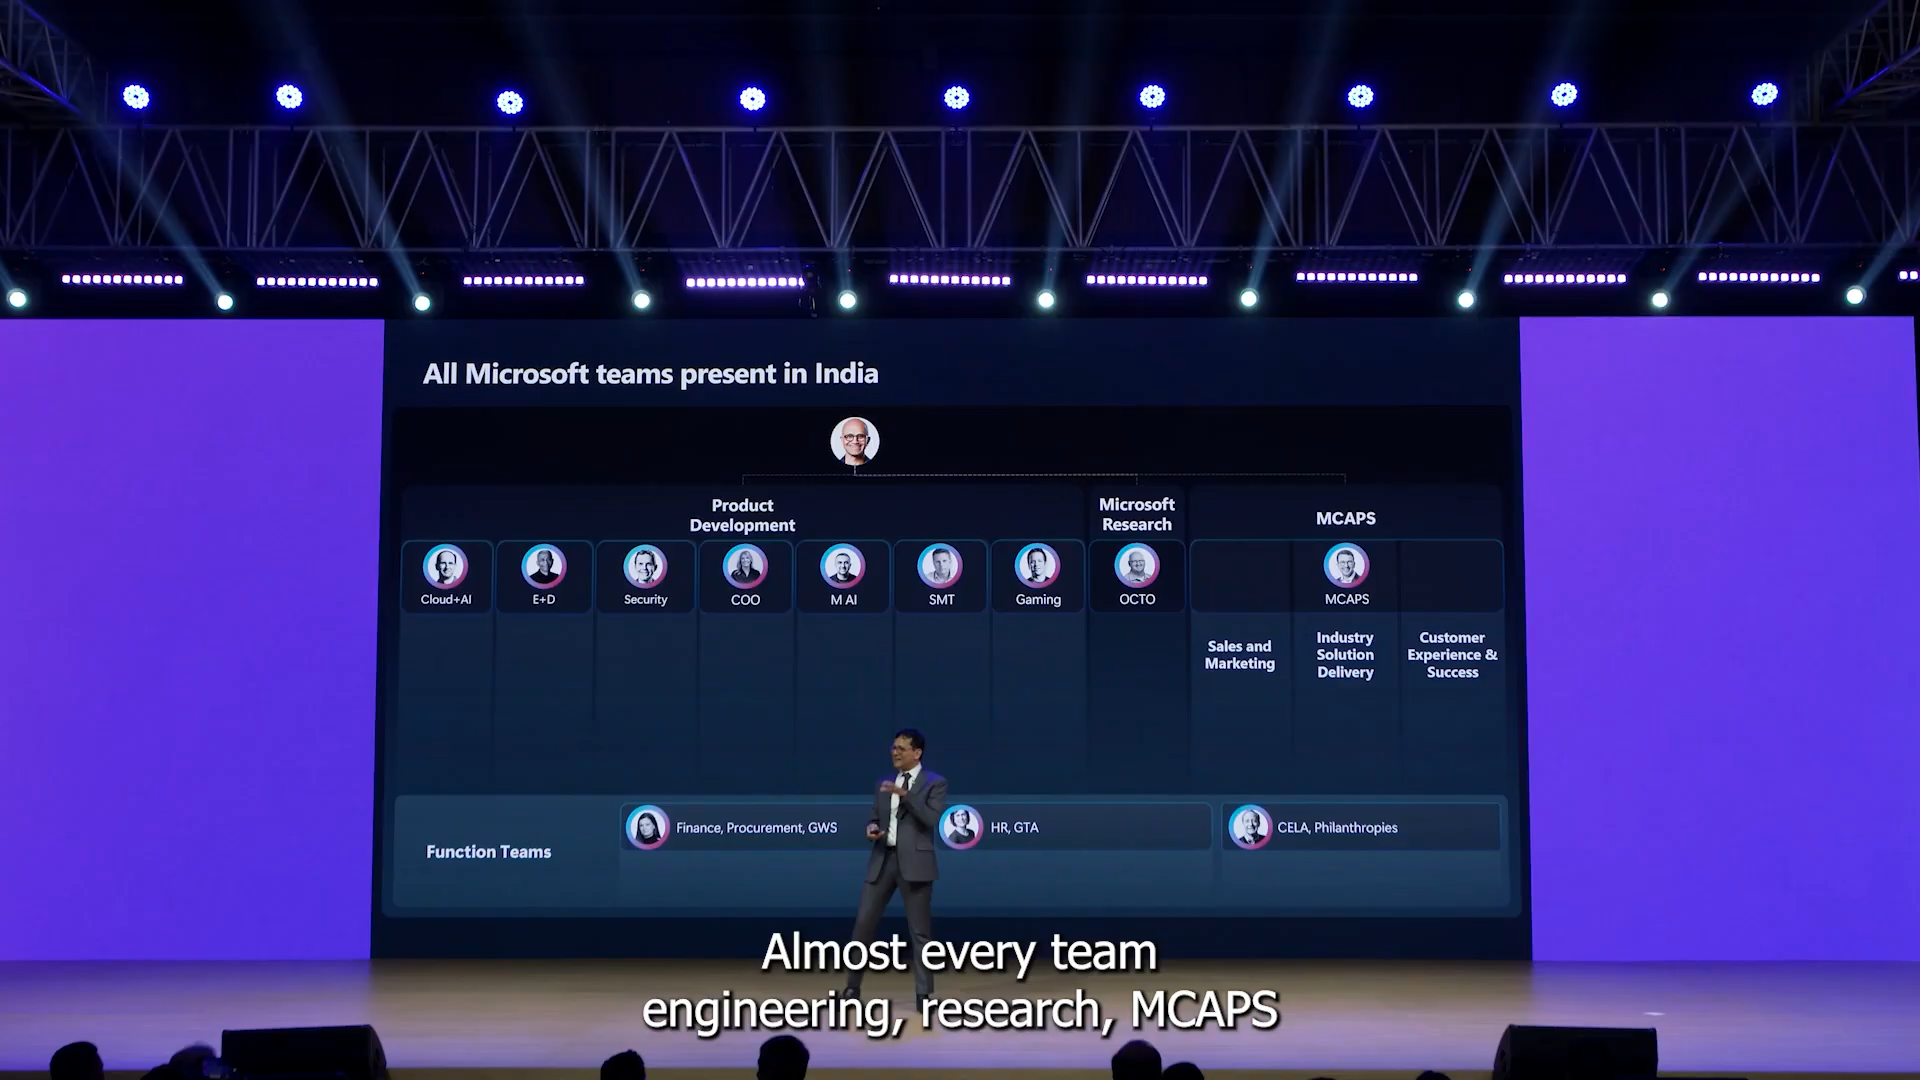 All Microsoft teams present in India
Product
Development
Microsoft
Research
MCAPS
Cloud+AI
E+D
Security
COO
M AI
SMT
Gaming
OCTO
MCAPS
Sales and
Marketing
Industry
Solution
Delivery
Customer
Experience &
Success
Function Teams
Finance, Procurement, GWS
HR, GTA
CELA, Philanthropies
Almost every team
engineering, research, MCAPS